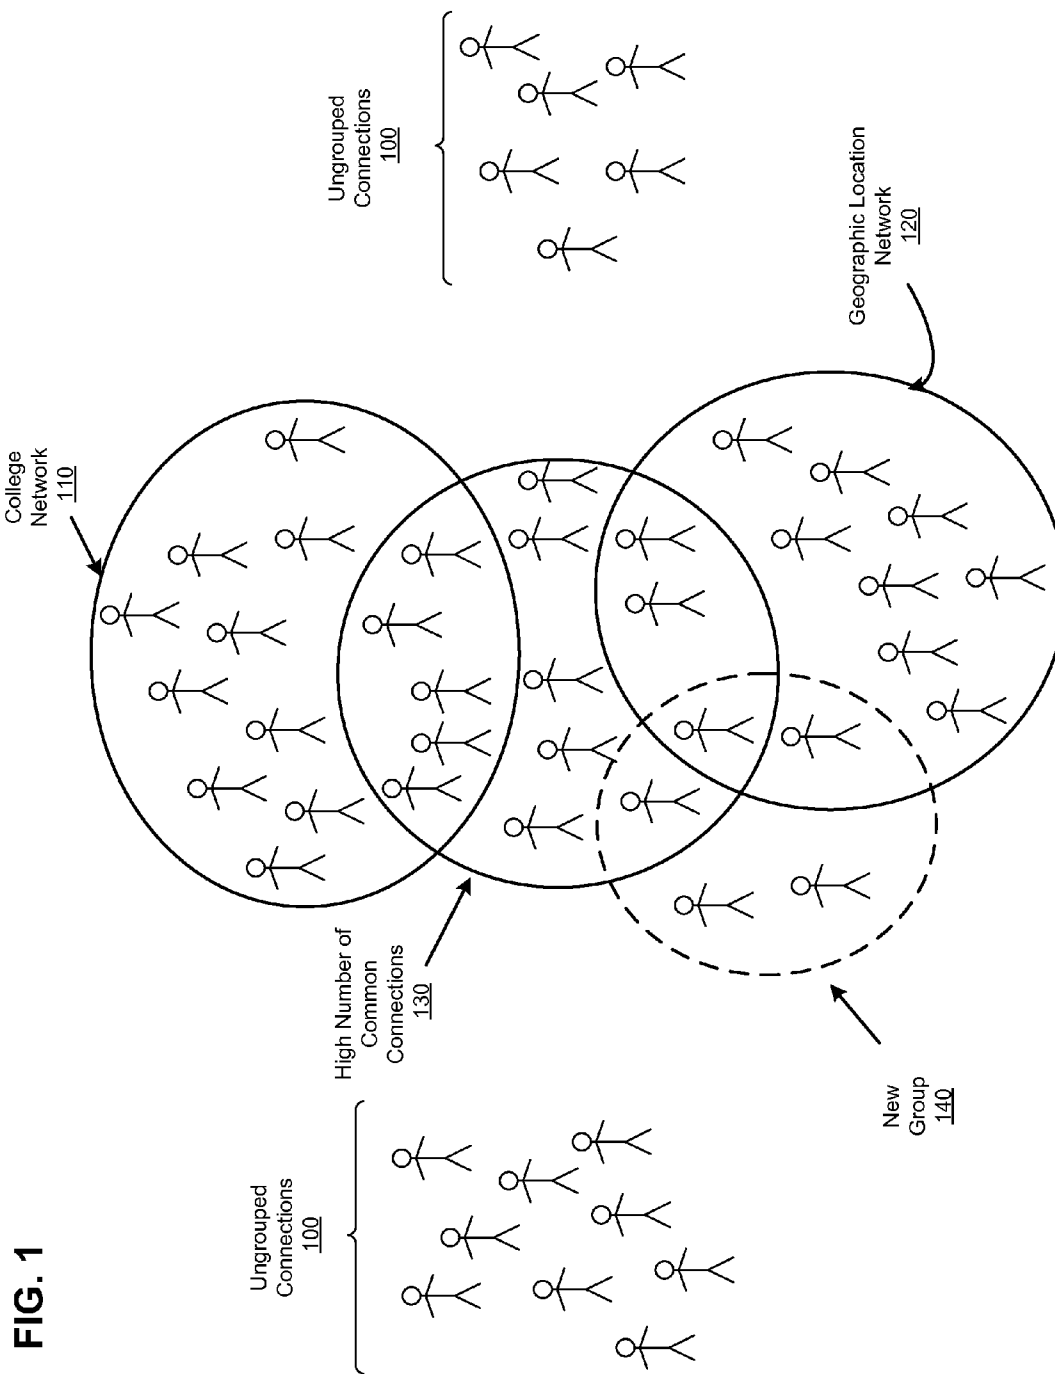 FIG. 1
Ungrouped
Connections
100
High Number of
Common
Connections
130
New
Group
140
College
Network
110
Ungrouped
Connections
100
Geographic Location
Network
120